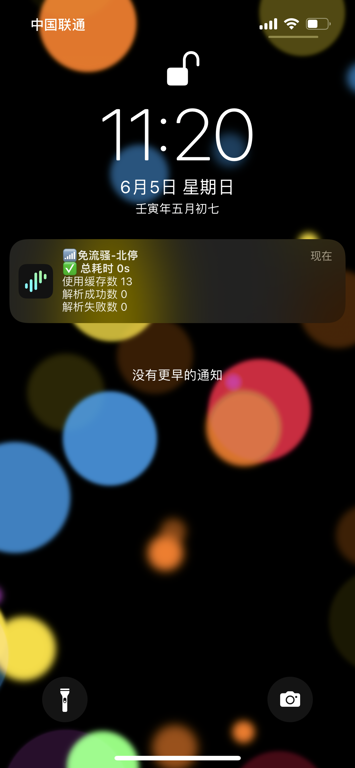 中国联通
11:20
6月5日 星期日
壬寅年五月初七
📶免流骚-北停
现在
✅ 总耗时 0s
使用缓存数 13
解析成功数 0
解析失败数 0
没有更早的通知